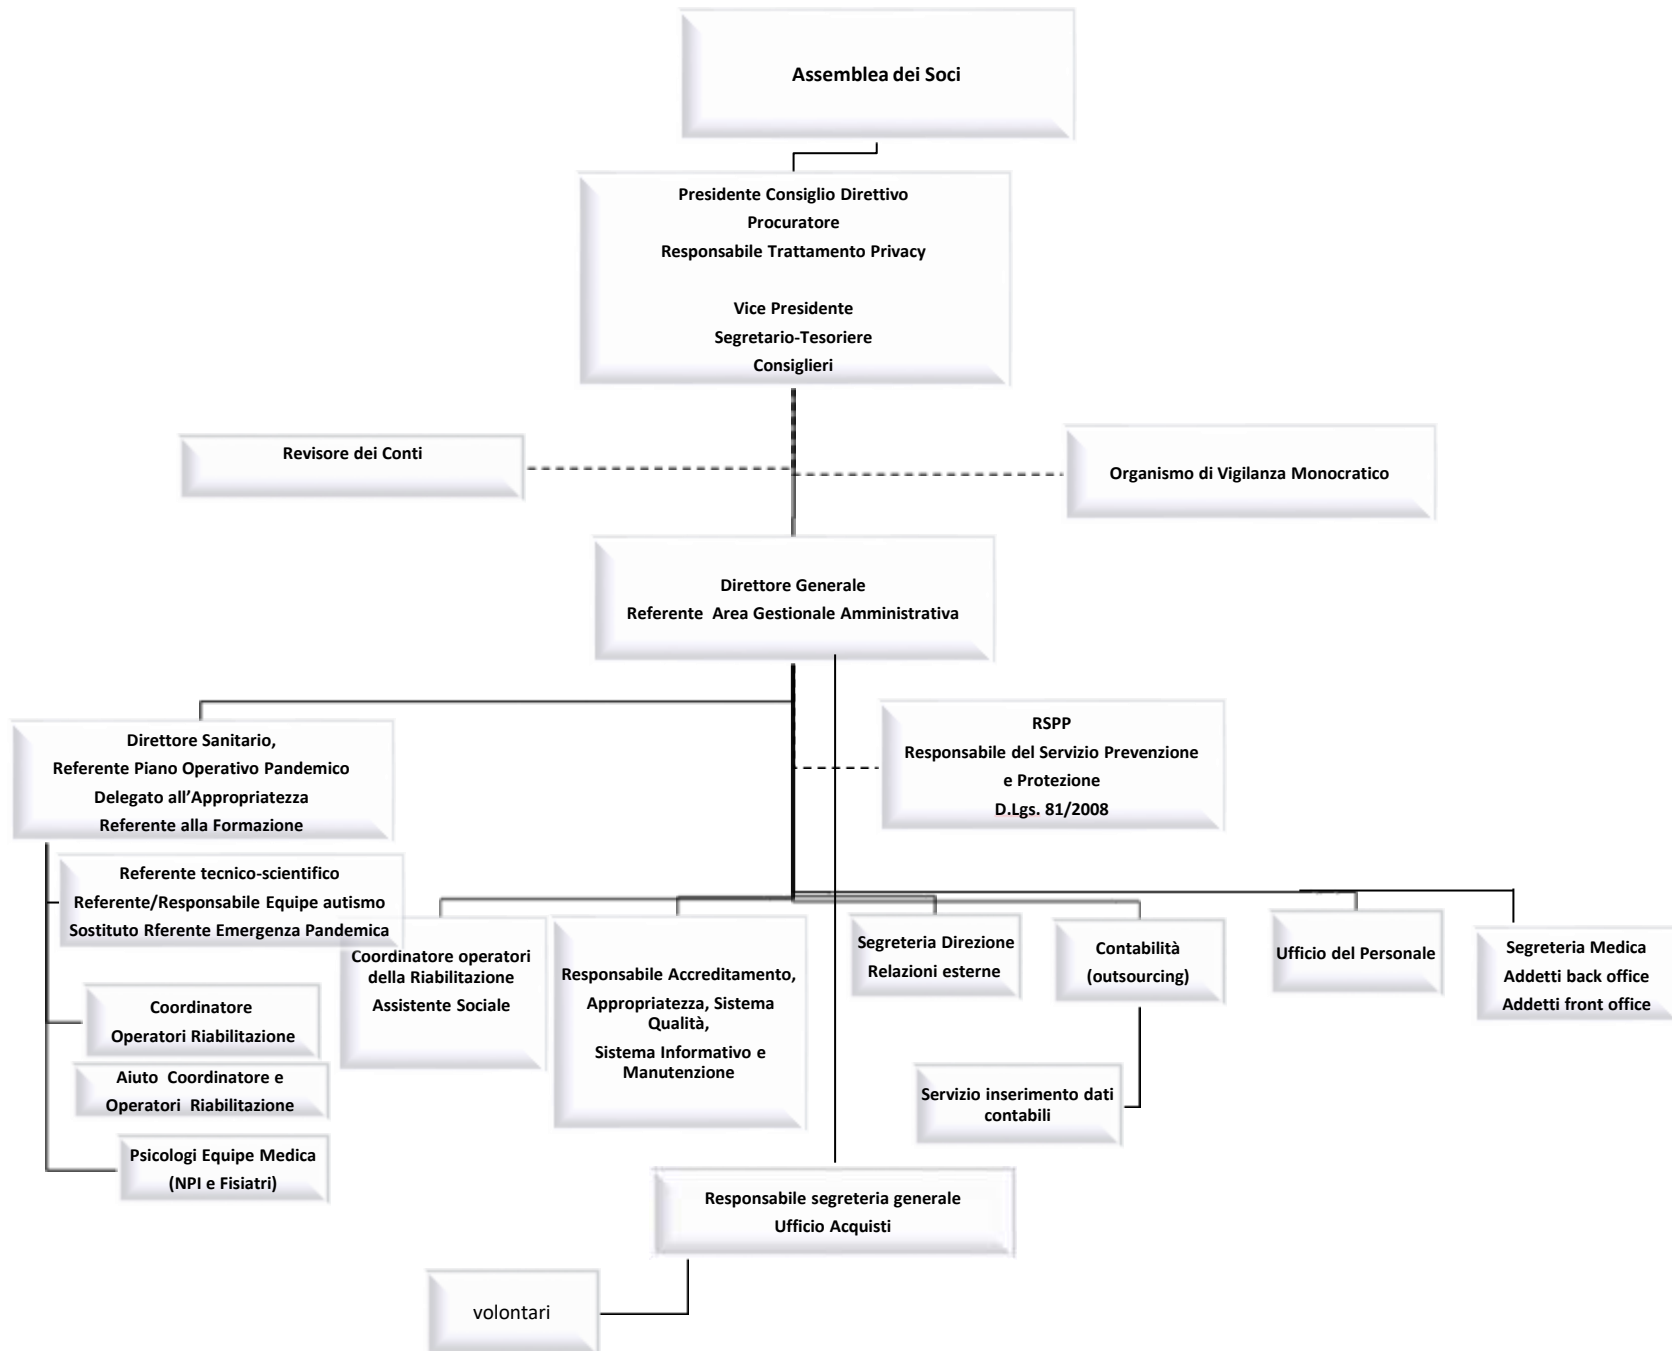 Assemblea dei Soci
Presidente Consiglio Direttivo
Procuratore
Responsabile Trattamento Privacy
Vice Presidente
Segretario-Tesoriere
Consiglieri
Revisore dei Conti
Organismo di Vigilanza Monocratico
Direttore Generale
Referente  Area Gestionale Amministrativa
Direttore Sanitario,
Referente Piano Operativo Pandemico
Delegato all'Appropriatezza
Referente alla Formazione
RSPP
Responsabile del Servizio Prevenzione
e Protezione
D.Lgs. 81/2008
Referente tecnico-scientifico
Referente/Responsabile Equipe autismo
Sostituto Rferente Emergenza Pandemica
Coordinatore
Operatori Riabilitazione
Aiuto  Coordinatore e
Operatori  Riabilitazione
Psicologi Equipe Medica
(NPI e Fisiatri)
Coordinatore operatori
della Riabilitazione
Assistente Sociale
Responsabile Accreditamento,
Appropriatezza, Sistema
Qualità,
Sistema Informativo e
Manutenzione
Segreteria Direzione
Relazioni esterne
Contabilità
(outsourcing)
Ufficio del Personale
Segreteria Medica
Addetti back office
Addetti front office
Servizio inserimento dati
contabili
Responsabile segreteria generale
Ufficio Acquisti
volontari